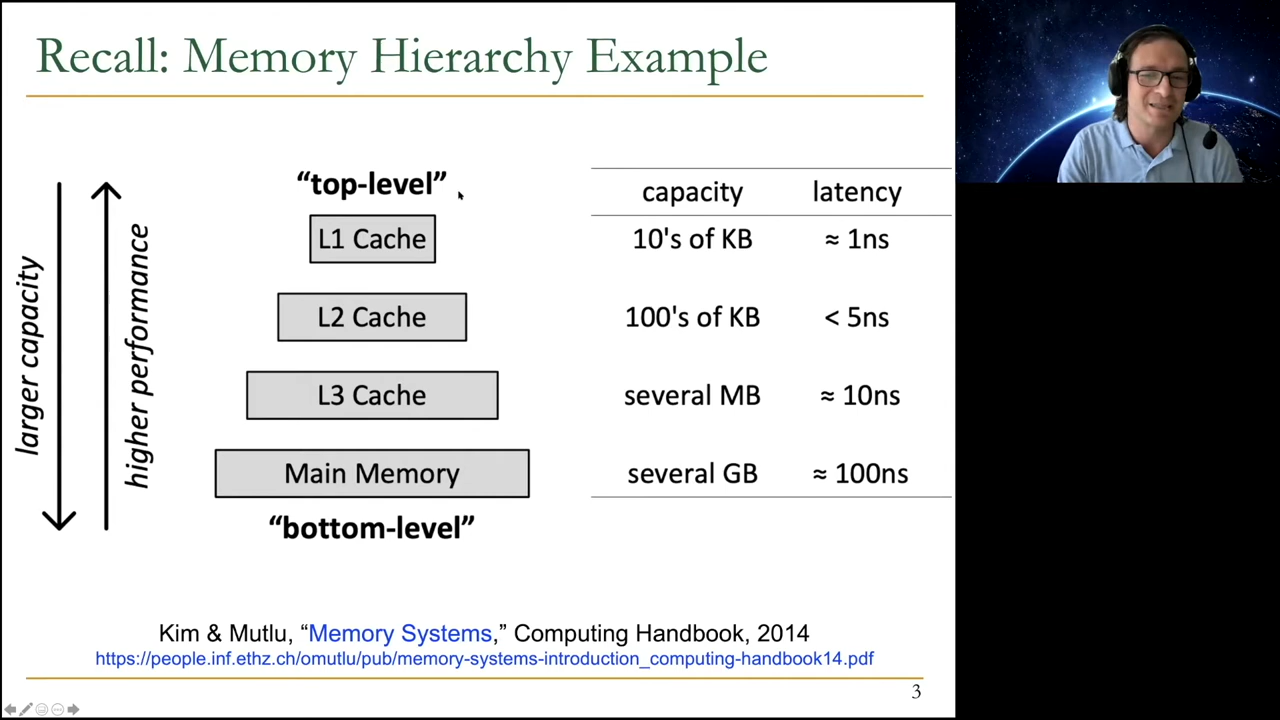 Recall: Memory Hierarchy Example
larger capacity
higher performance
“top-level”
L1 Cache
L2 Cache
L3 Cache
Main Memory
“bottom-level”
capacity latency
10's of KB ≈ 1ns
100's of KB < 5ns
several MB ≈ 10ns
several GB ≈ 100ns
Kim & Mutlu, “Memory Systems,” Computing Handbook, 2014
https://people.inf.ethz.ch/omutlu/pub/memory-systems-introduction_computing-handbook14.pdf
3